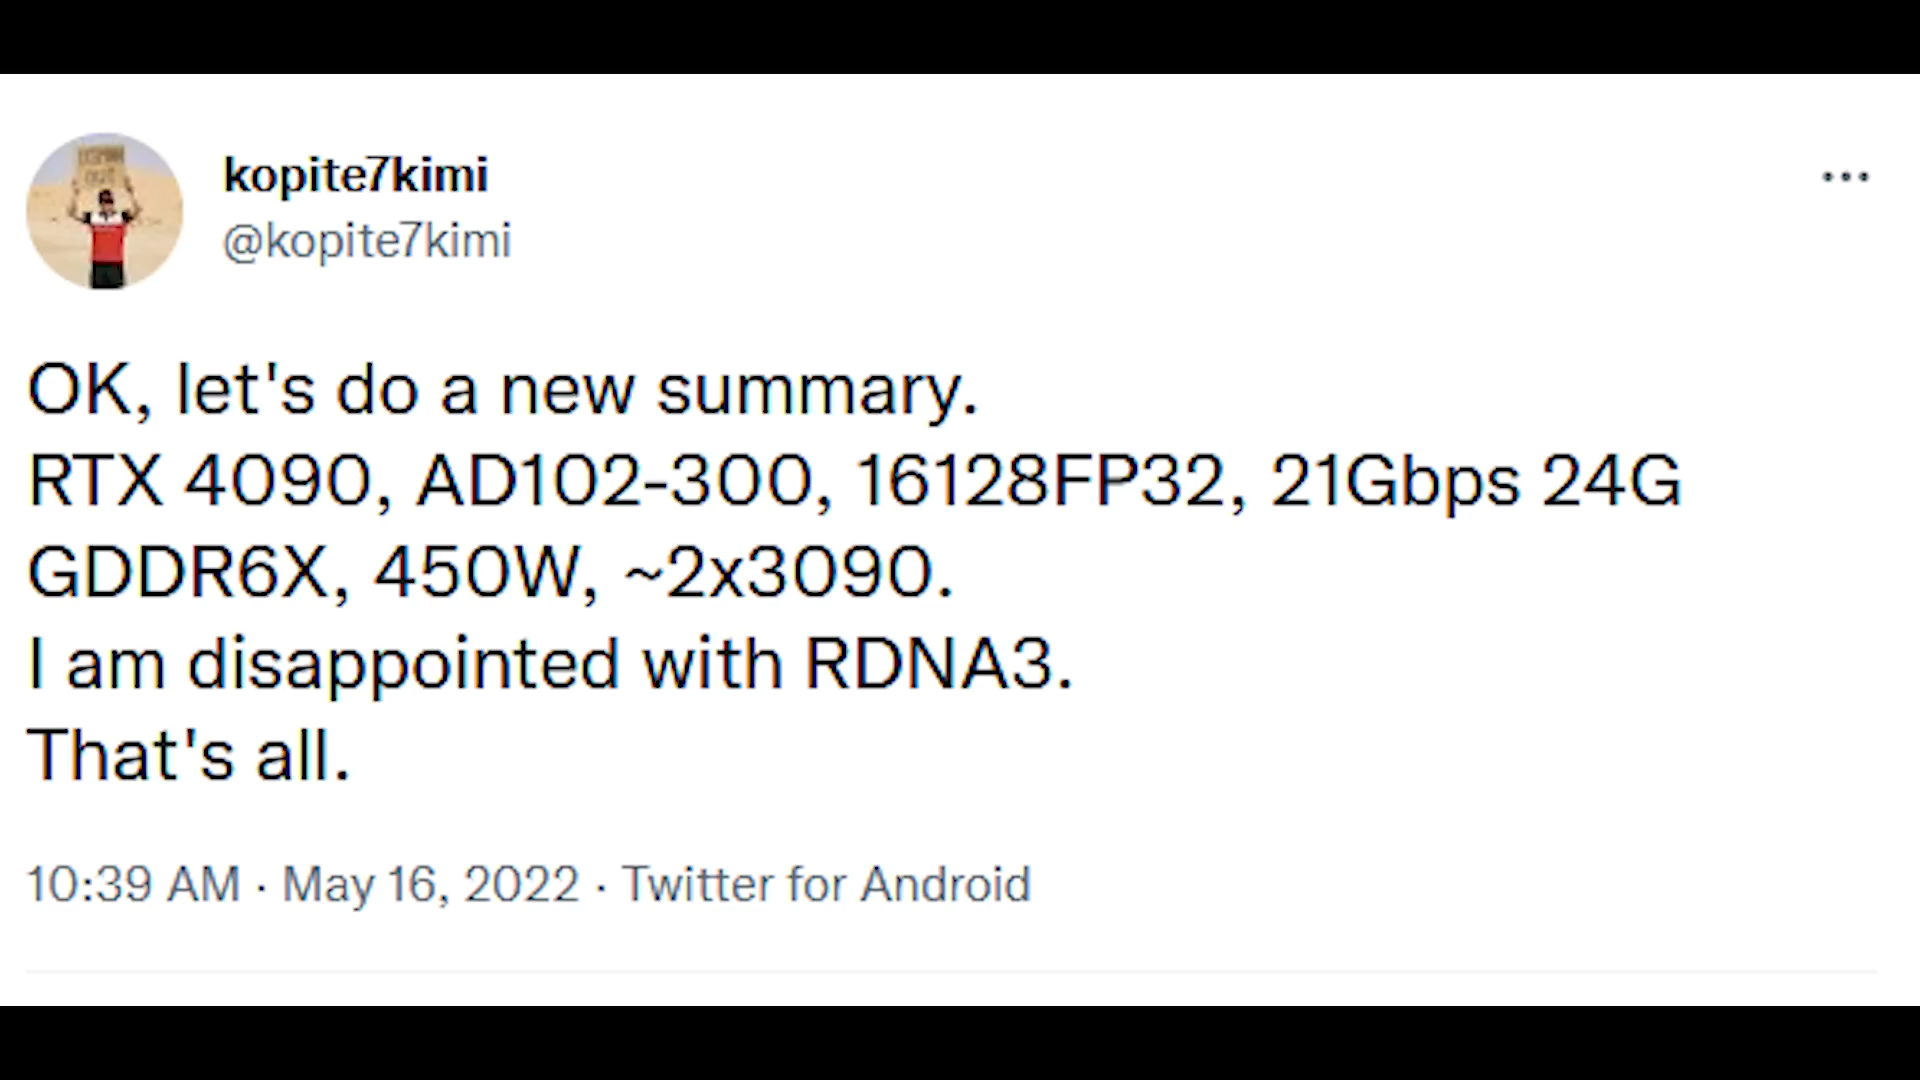 kopite7kimi
@kopite7kimi
OK, let's do a new summary.
RTX 4090, AD102-300, 16128FP32, 21Gbps 24G
GDDR6X, 450W, ~2x3090.
I am disappointed with RDNA3.
That's all.
10:39 AM · May 16, 2022 · Twitter for Android